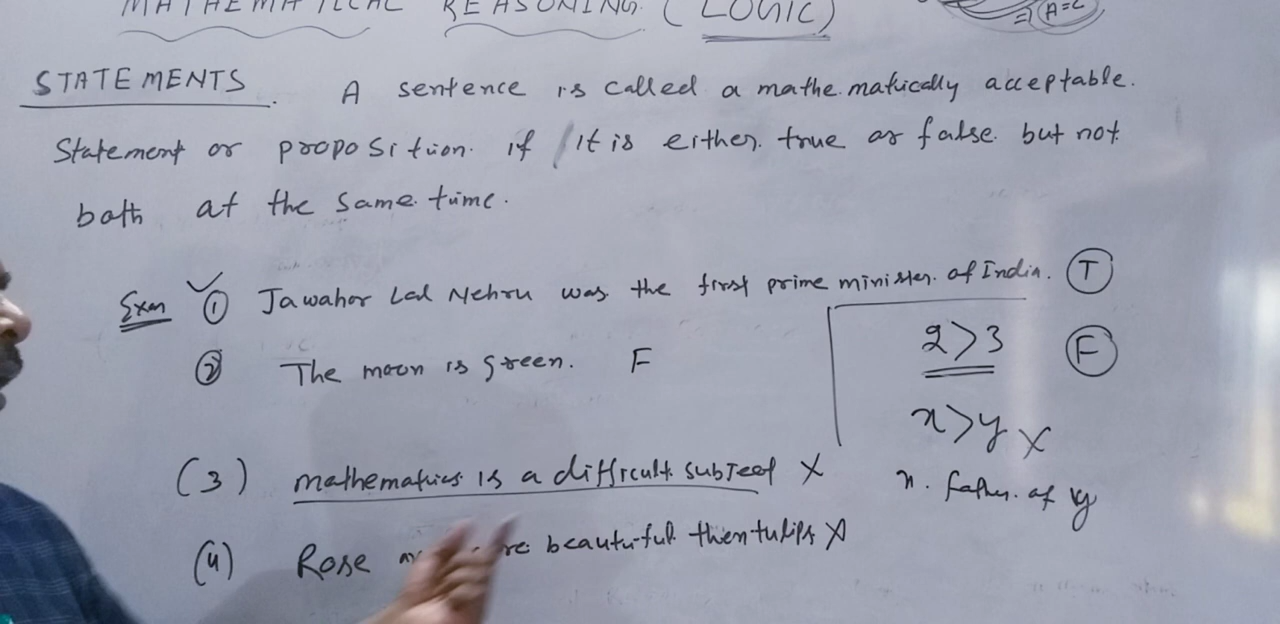 MATHEMATICAL REASONING. (LOGIC)
⇒ A=C
STATEMENTS. A sentence is called a mathematically acceptable.
Statement or proposition. if / it is either true or false. but not
both at the same time.
Exm ✓ ① Jawahar Lal Nehru was the first prime minister. of India. Ⓣ
② The moon is green. F
2>3 Ⓕ
x>y X
(3) mathematics is a difficult subject X
x. father. of y
(4) Rose beautiful then tulips X